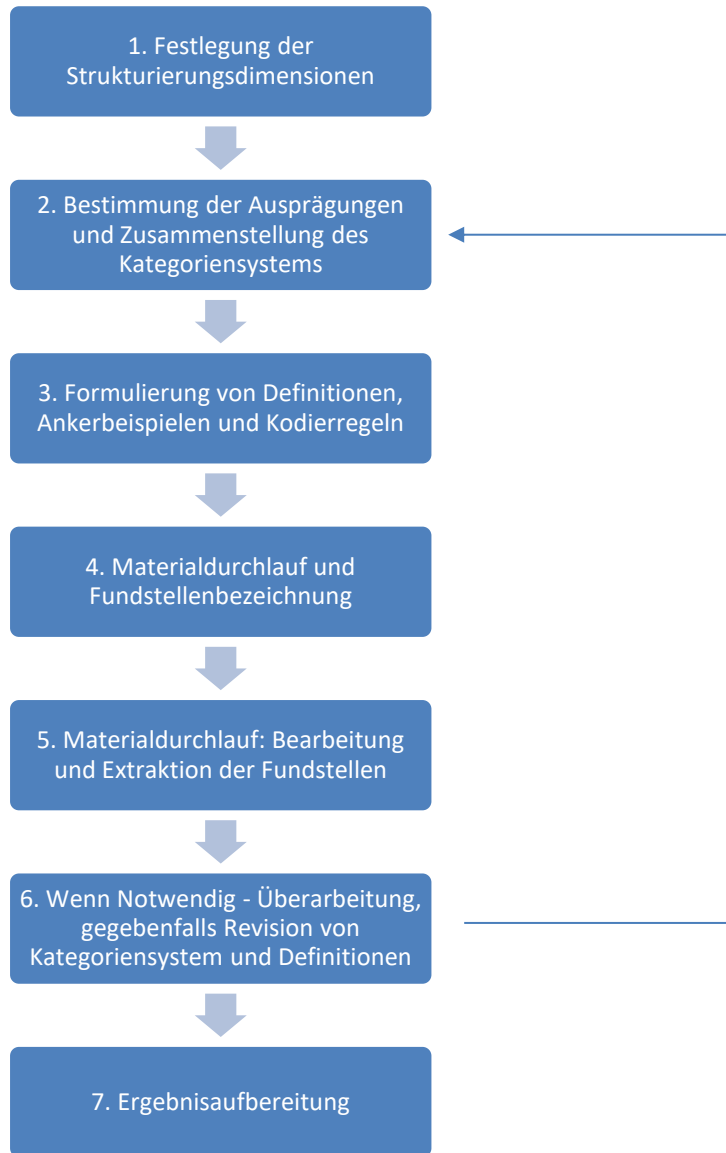 1. Festlegung der
Strukturierungsdimensionen
2. Bestimmung der Ausprägungen
und Zusammenstellung des
Kategoriensystems
3. Formulierung von Definitionen,
Ankerbeispielen und Kodierregeln
4. Materialdurchlauf und
Fundstellenbezeichnung
5. Materialdurchlauf: Bearbeitung
und Extraktion der Fundstellen
6. Wenn Notwendig - Überarbeitung,
gegebenfalls Revision von
Kategoriensystem und Definitionen
7. Ergebnisaufbereitung